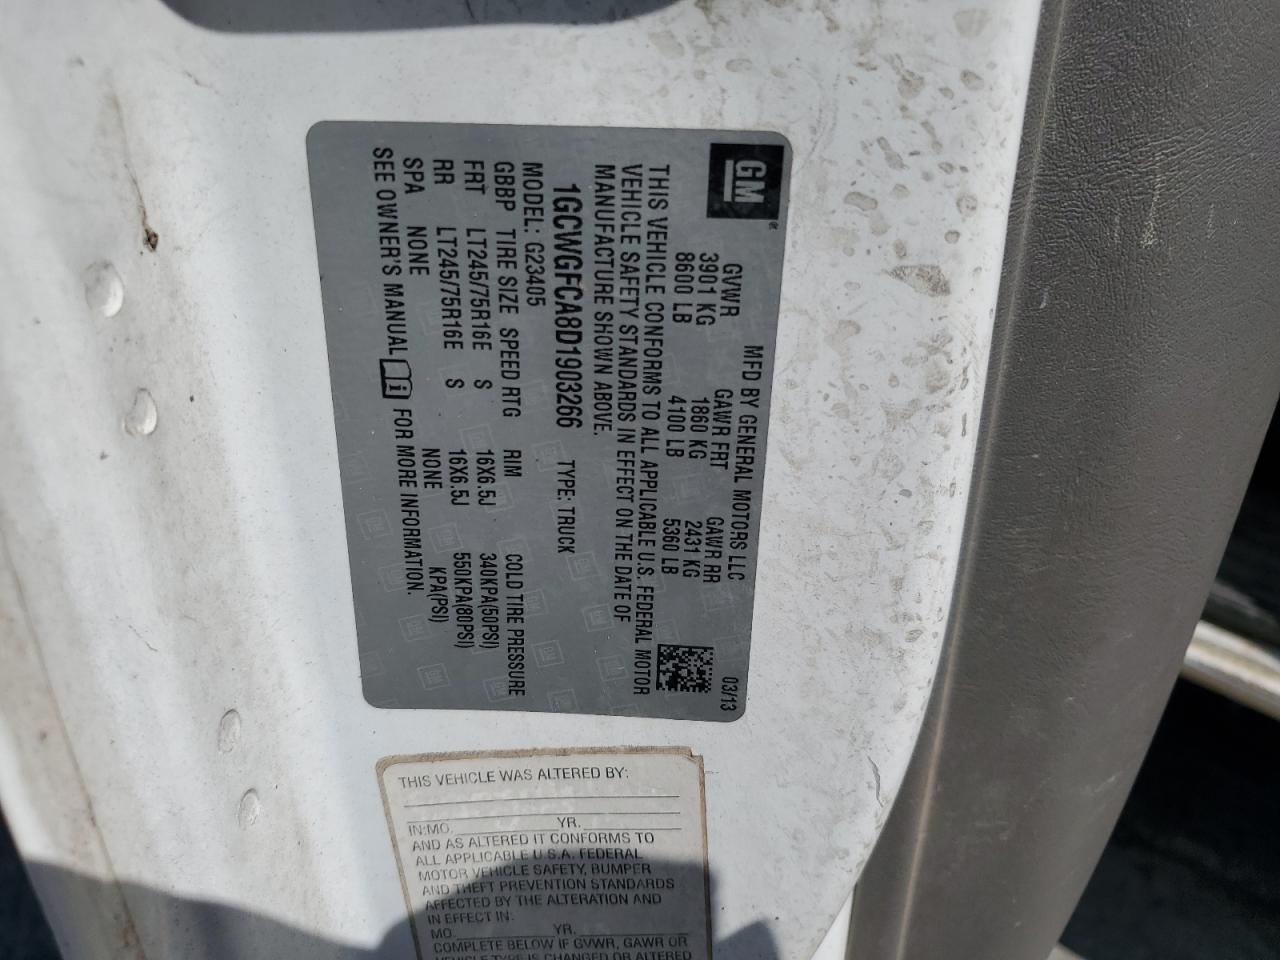 GM
MFD BY GENERAL MOTORS LLC 03/13
GVWR GAWR FRT GAWR RR
3901 KG 1860 KG 2431 KG
8600 LB 4100 LB 5360 LB
THIS VEHICLE CONFORMS TO ALL APPLICABLE U.S. FEDERAL MOTOR
VEHICLE SAFETY STANDARDS IN EFFECT ON THE DATE OF
MANUFACTURE SHOWN ABOVE.
1GCWGFCA8D1903266 TYPE: TRUCK
MODEL: G23405
GBBP TIRE SIZE SPEED RTG RIM COLD TIRE PRESSURE
FRT LT245/75R16E S 16X6.5J 340KPA(50PSI)
RR LT245/75R16E S 16X6.5J 550KPA(80PSI)
SPA NONE NONE KPA(PSI)
SEE OWNER'S MANUAL i FOR MORE INFORMATION.
THIS VEHICLE WAS ALTERED BY:
IN:MO. YR.
AND AS ALTERED IT CONFORMS TO
ALL APPLICABLE U.S.A. FEDERAL
MOTOR VEHICLE SAFETY, BUMPER
AND THEFT PREVENTION STANDARDS
AFFECTED BY THE ALTERATION AND
IN EFFECT IN:
MO. YR.
COMPLETE BELOW IF GVWR, GAWR OR
VEHICLE TYPE IS CHANGED OR ALTERED